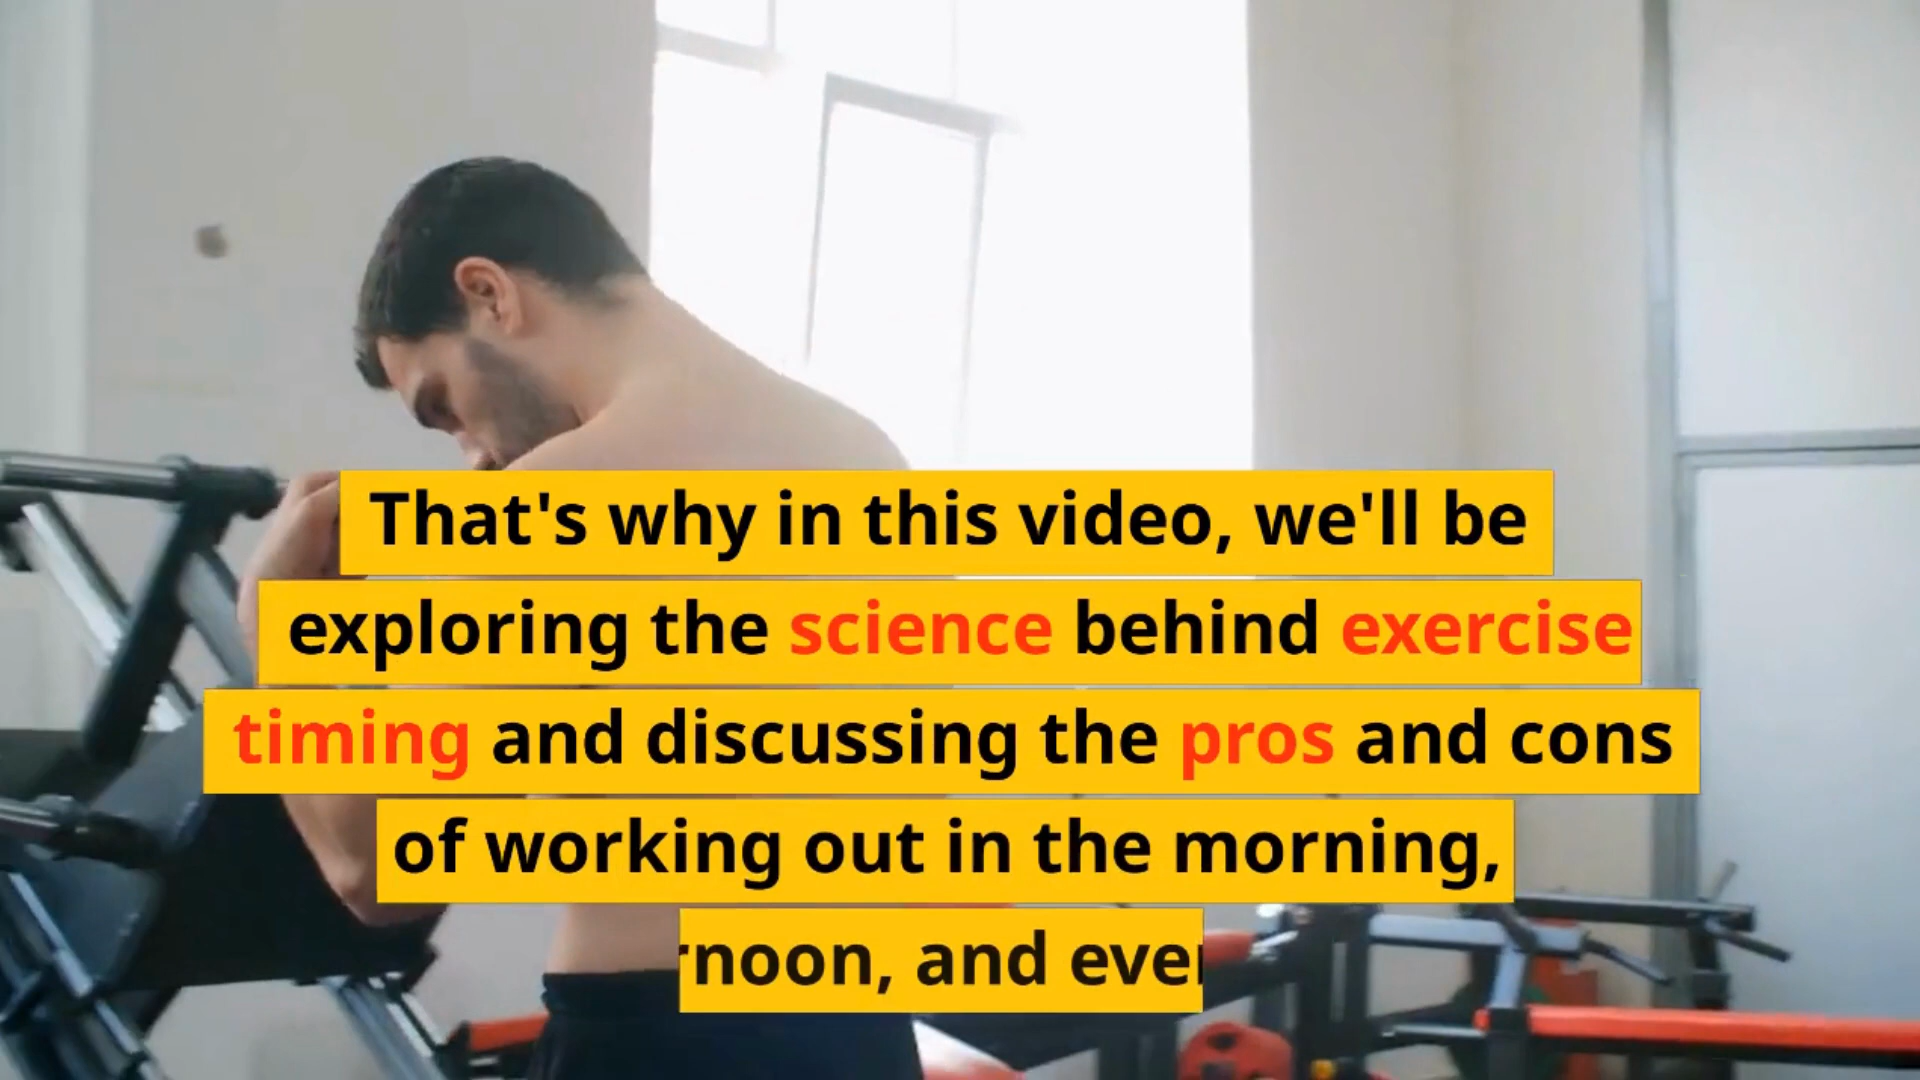 That's why in this video, we'll be
exploring the science behind exercise
timing and discussing the pros and cons
of working out in the morning,
noon, and eve